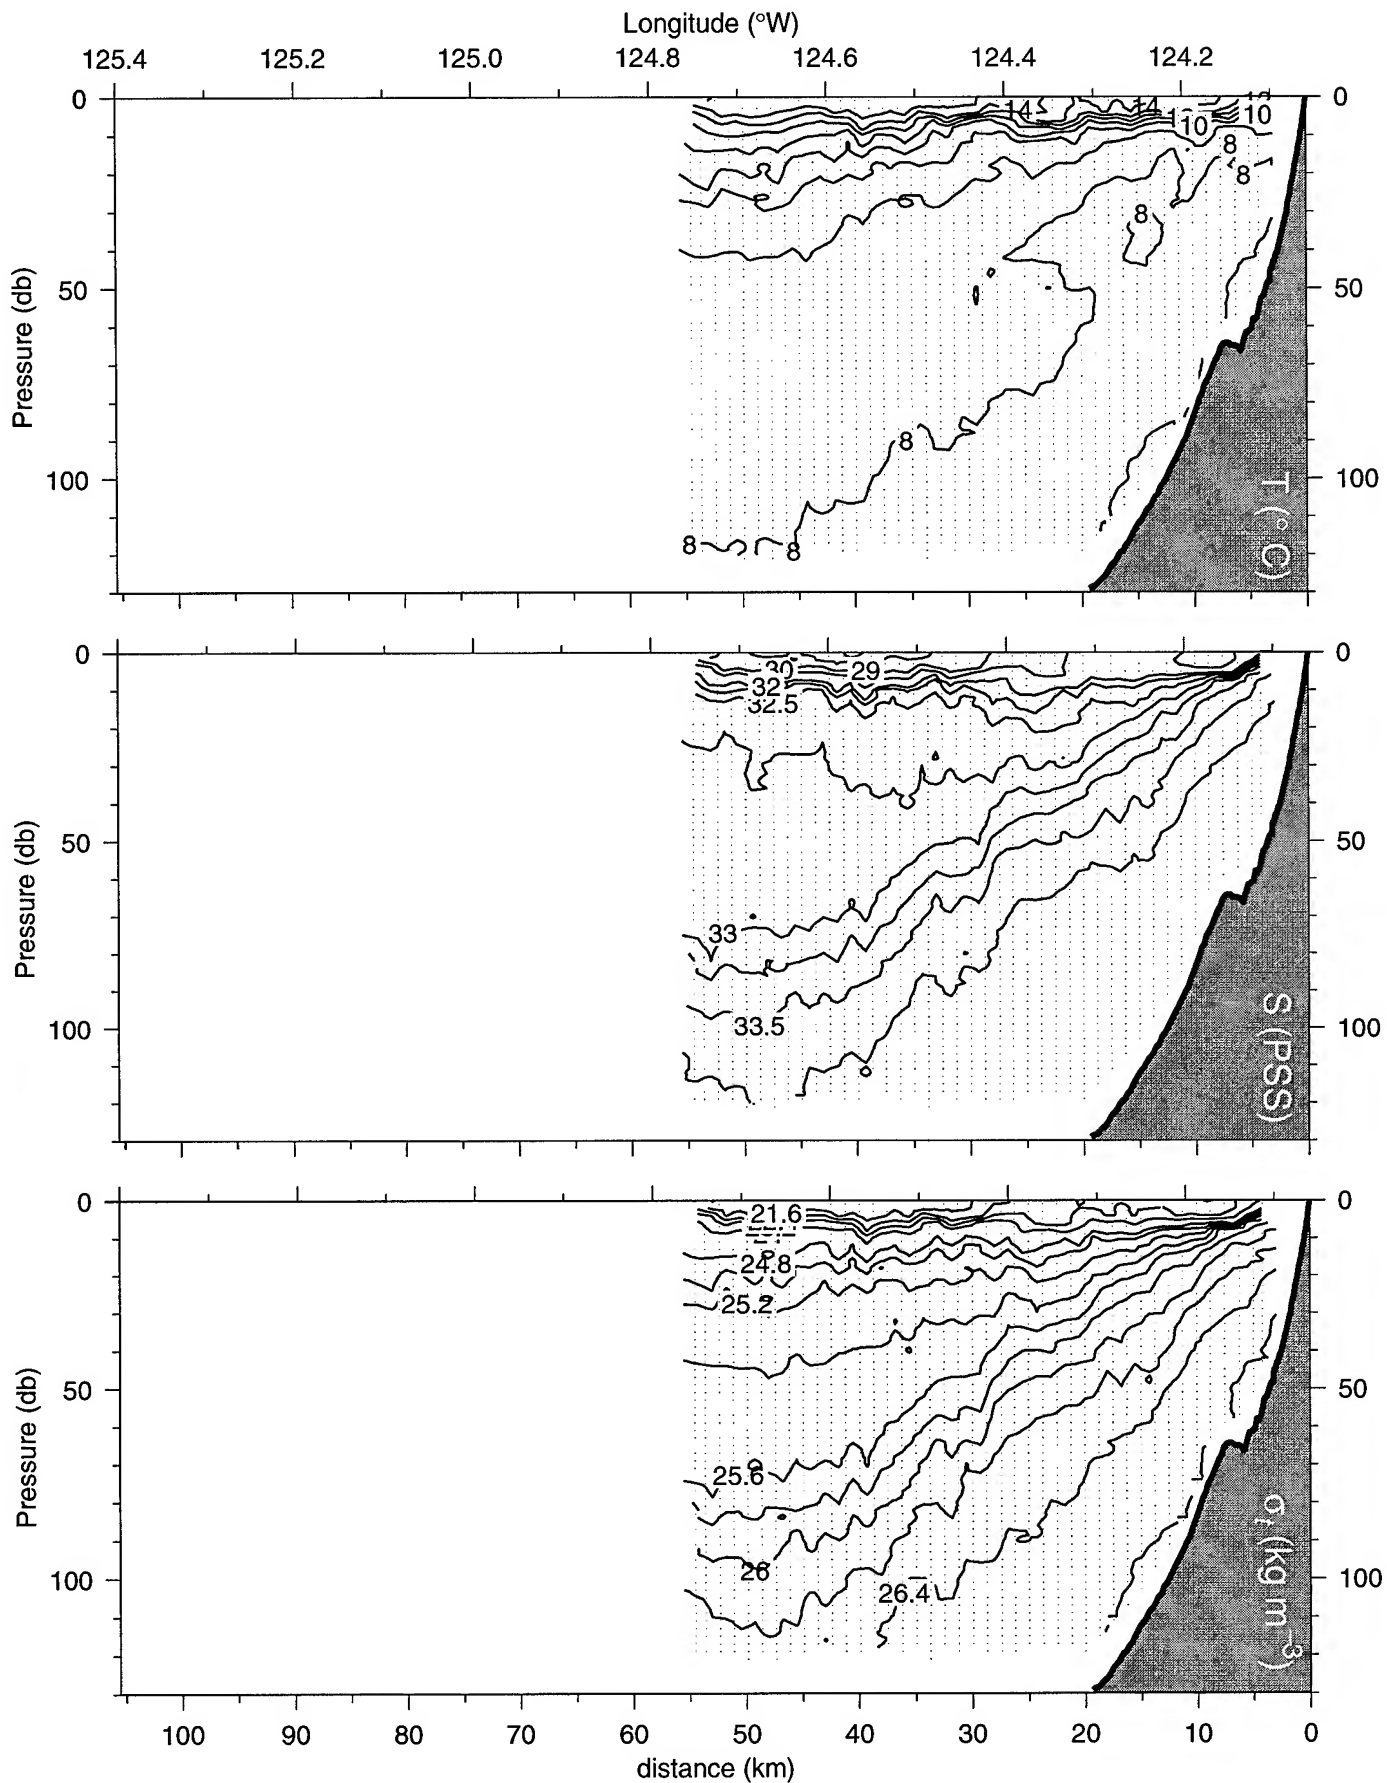 Longitude (°W)
125.4 125.2 125.0 124.8 124.6 124.4 124.2
0 14 14 10 0
10
8
8
8
Pressure (db)
50 50
8
100 100
8 8
T (° C)
0 30 29 0
32
32.5
Pressure (db)
50 50
33
100 33.5 100
S (PSS)
0 21.6 0
24.8
25.2
Pressure (db)
50 50
25.6
26
100 26.4 100
σt (kg m⁻³)
100 90 80 70 60 50 40 30 20 10 0
distance (km)